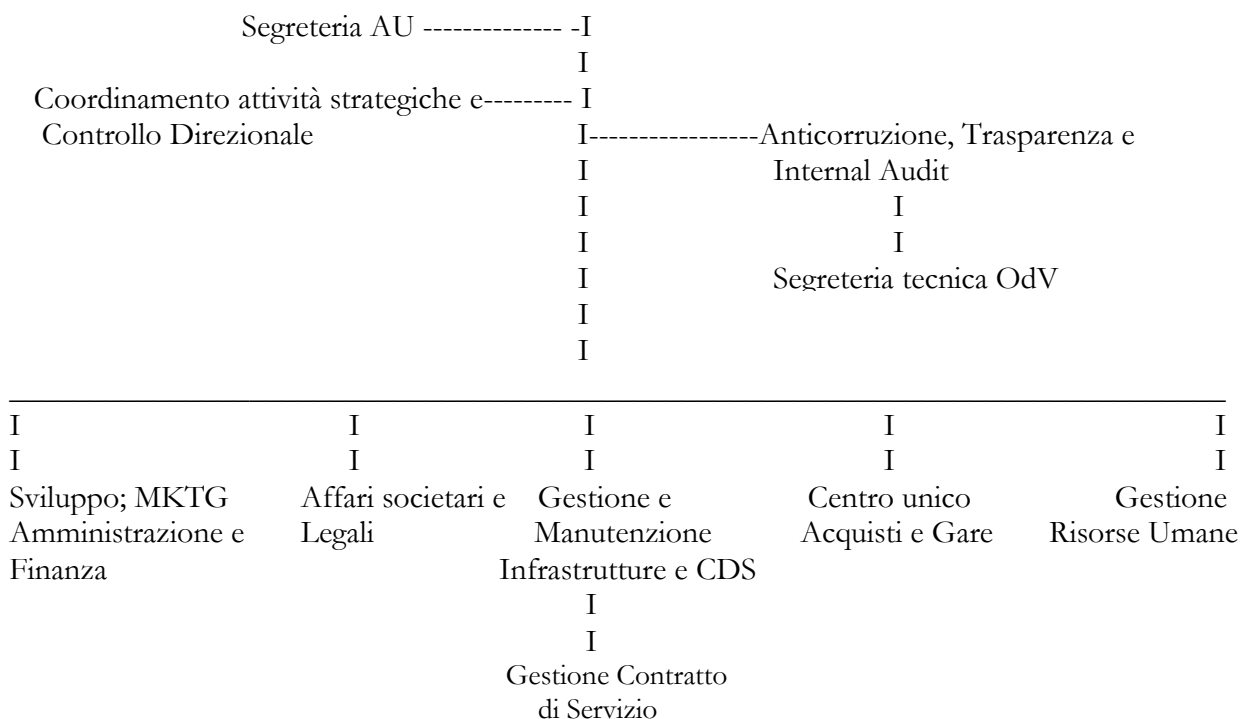 Segreteria AU -------------- -I
I
Coordinamento attività strategiche e--------- I
Controllo Direzionale I----------------Anticorruzione, Trasparenza e
I Internal Audit
I I
I I
I Segreteria tecnica OdV
I
I
I I I I I
I I I I I
Sviluppo; MKTG Affari societari e Gestione e Centro unico Gestione
Amministrazione e Legali Manutenzione Acquisti e Gare Risorse Umane
Finanza Infrastrutture e CDS
I
I
Gestione Contratto
di Servizio